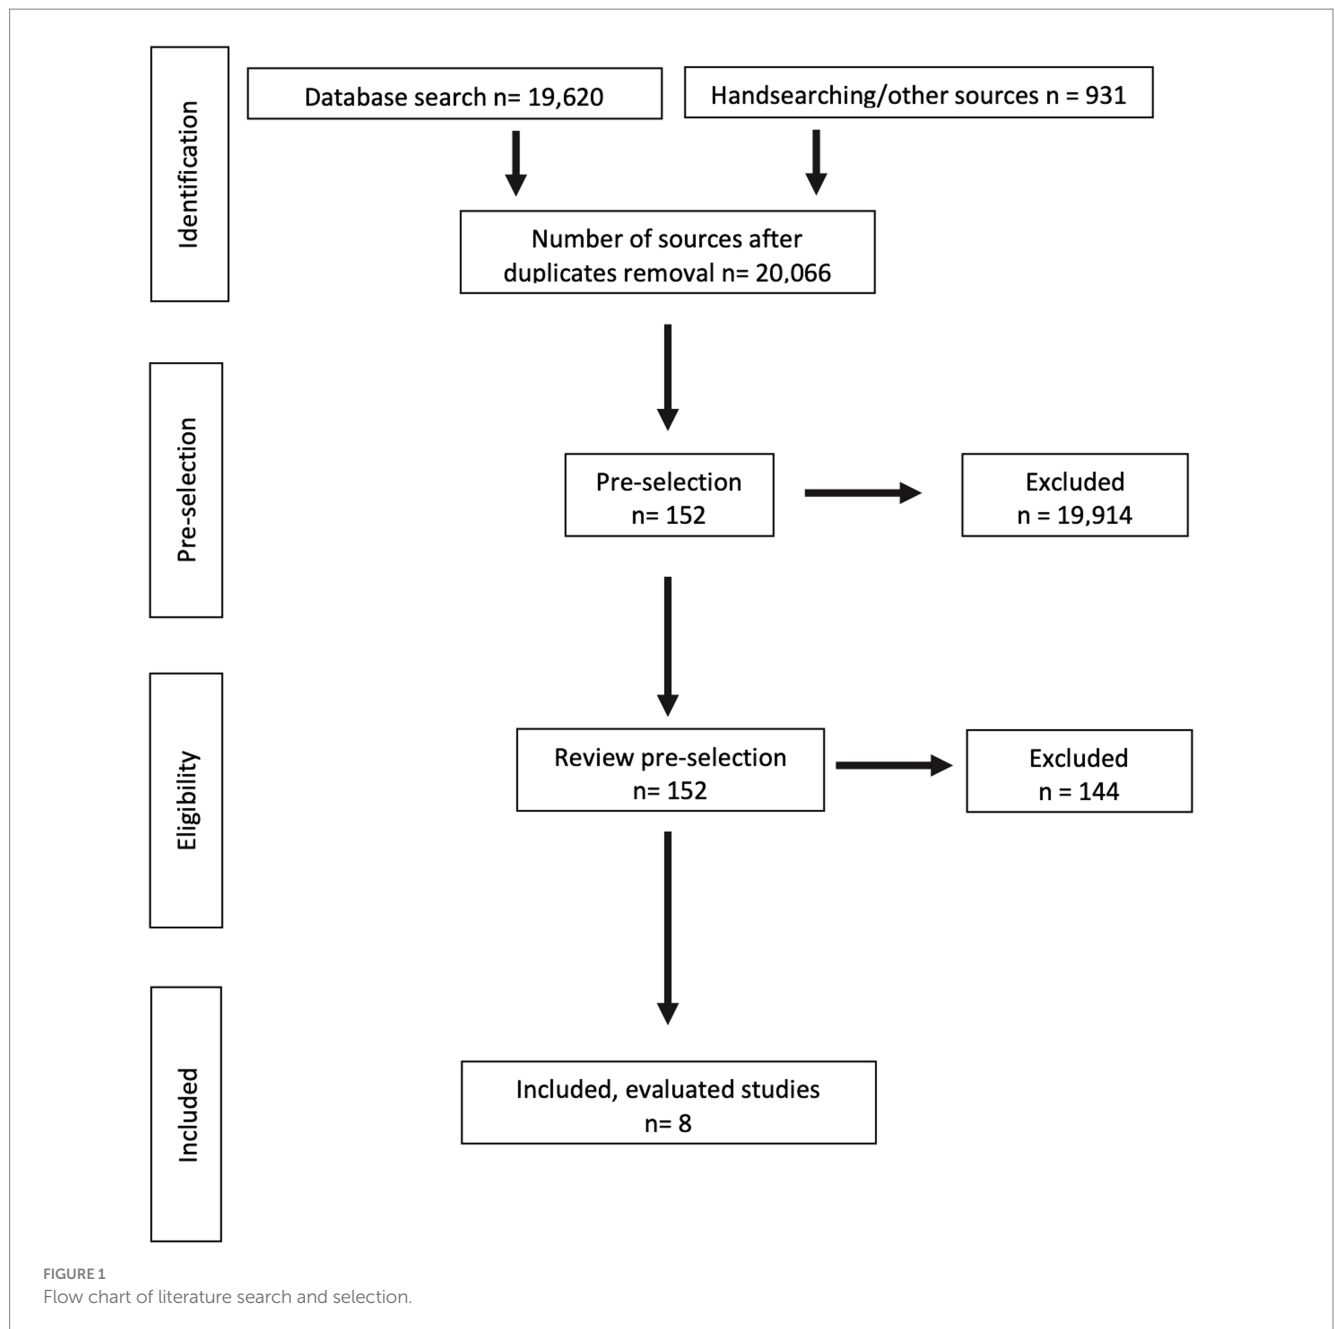 Identification
Database search n= 19,620
Handsearching/other sources n = 931
Number of sources after
duplicates removal n= 20,066
Pre-selection
Pre-selection
n= 152
Excluded
n = 19,914
Eligibility
Review pre-selection
n= 152
Excluded
n = 144
Included
Included, evaluated studies
n= 8
FIGURE 1
Flow chart of literature search and selection.